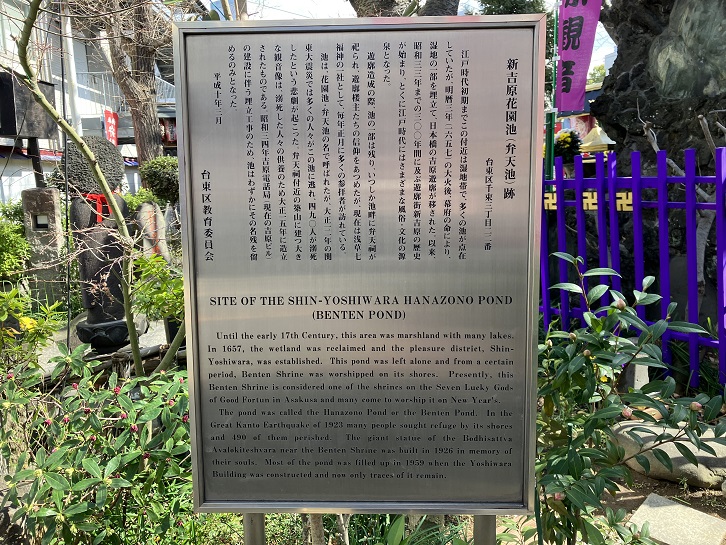 新吉原花園池(弁天池)跡
台東区千束三丁目二二番
江戸時代初期までこの付近は湿地帯で、多くの池が点在
していたが、明暦三年(一六五七)の大火後、幕府の命により、
湿地の一部を埋立て、日本橋の吉原遊廓が移された。以来、
昭和三三年までの三〇〇年間に及ぶ遊廓街新吉原の歴史
が始まり、とくに江戸時代にはさまざまな風俗・文化の源
泉となった。
遊廓造成の際、池の一部は残り、いつしか池畔に弁天祠が
祀られ、遊廓楼主たちの信仰をあつめたが、現在は浅草七
福神の一社として、毎年正月に多くの参拝者が訪れている。
池は、花園池・弁天池の名で呼ばれたが、大正一二年の関
東大震災では多くの人々がこの池に逃れ、四九〇人が溺死
したという悲劇が起こった。弁天祠付近の築山に建つ大き
な観音像は、溺死した人々の供養のため大正一五年に造立
されたものである。昭和三四年吉原電話局(現在の吉原ビル)
の建設に伴う埋立工事のため、池はわずかにその名残を留
めるのみとなった。
平成十年三月
台東区教育委員会
SITE OF THE SHIN-YOSHIWARA HANAZONO POND
(BENTEN POND)
Until the early 17th Century, this area was marshland with many lakes.
In 1657, the wetland was reclaimed and the pleasure district, Shin-
Yoshiwara, was established. This pond was left alone and from a certain
period, Benten Shrine was worshipped on its shores. Presently, this
Benten Shrine is considered one of the shrines on the Seven Lucky Gods
of Good Fortun in Asakusa and many come to worship it on New Year's.
The pond was called the Hanazono Pond or the Benten Pond. In the
Great Kanto Earthquake of 1923 many people sought refuge by its shores
and 490 of them perished. The giant statue of the Bodhisattva
Avalokiteshvara near the Benten Shrine was built in 1926 in memory of
their souls. Most of the pond was filled up in 1959 when the Yoshiwara
Building was constructed and now only traces of it remain.
観音